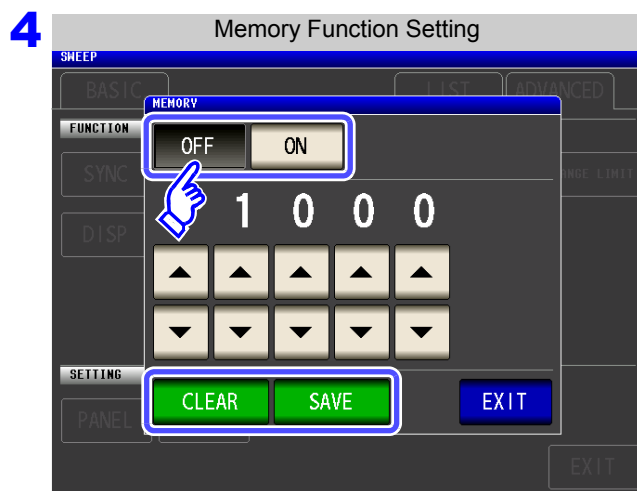 4 Memory Function Setting
SWEEP
BASIC LIST ADVANCED
MEMORY
FUNCTION
OFF ON
SYNC ANGE LIMIT
1 0 0 0
DISP
SETTING
CLEAR SAVE EXIT
PANEL
EXIT